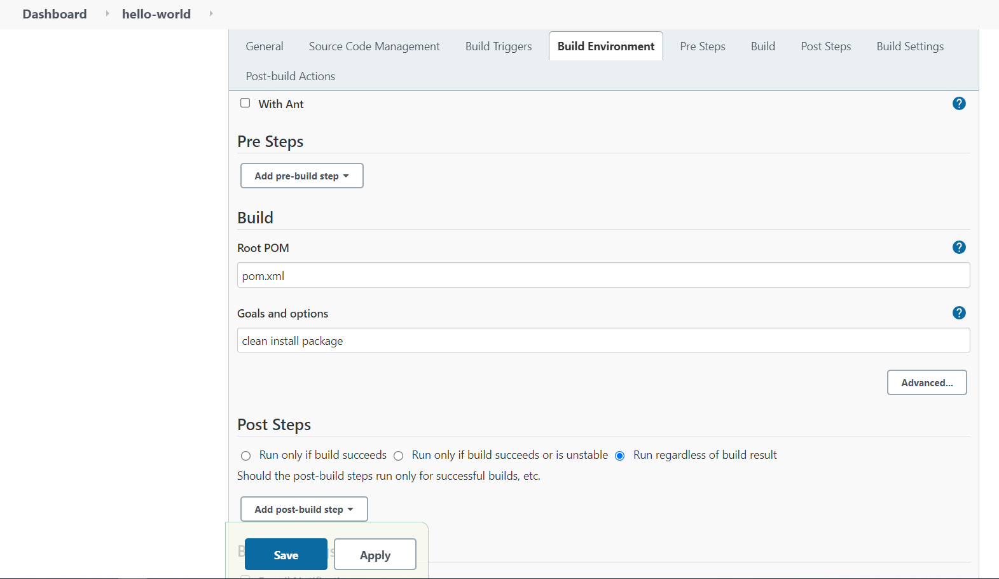 Dashboard hello-world
General Source Code Management Build Triggers Build Environment Pre Steps Build Post Steps Build Settings
Post-build Actions
With Ant ?
Pre Steps
Add pre-build step
Build
Root POM ?
pom.xml
Goals and options ?
clean install package
Advanced...
Post Steps
Run only if build succeeds Run only if build succeeds or is unstable Run regardless of build result
Should the post-build steps run only for successful builds, etc.
Add post-build step
Save Apply